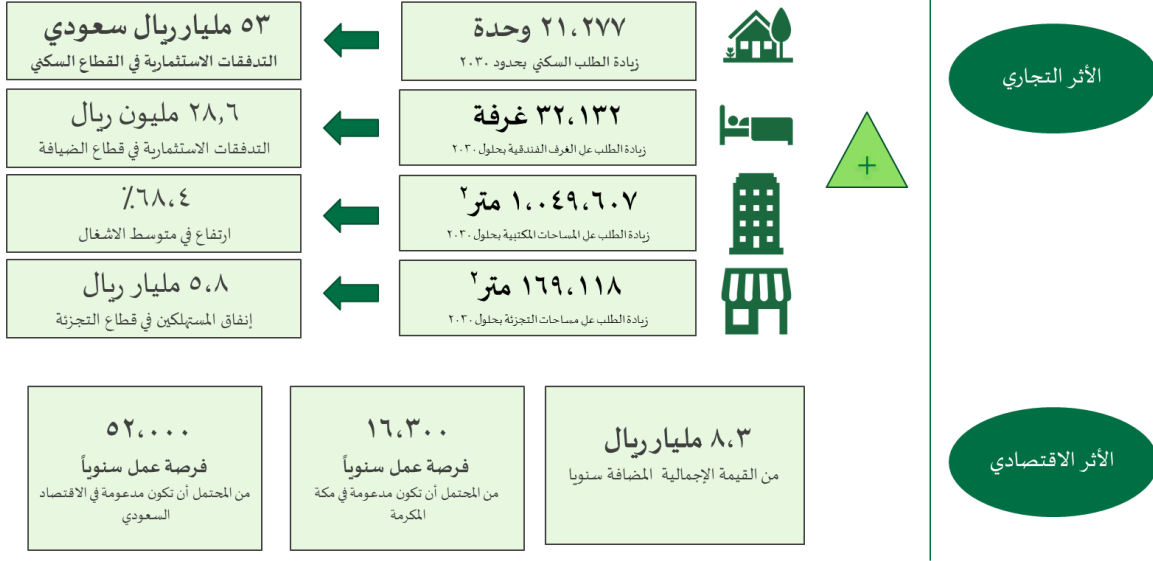 الأثر التجاري
+
٢١،٢٧٧ وحدة
زيادة الطلب السكني بحدود ٢٠٣٠
٥٣ مليار ريال سعودي
التدفقات الاستثمارية في القطاع السكني
٣٢،١٣٢ غرفة
زيادة الطلب على الغرف الفندقية بحلول ٢٠٣٠
٢٨,٦ مليون ريال
التدفقات الاستثمارية في قطاع الضيافة
١،٠٤٩،٦٠٧ متر٢
زيادة الطلب على المساحات المكتبية بحلول ٢٠٣٠
٦٨،٤٪
ارتفاع في متوسط الاشغال
١٦٩،١١٨ متر٢
زيادة الطلب على مساحات التجزئة بحلول ٢٠٣٠
٥،٨ مليار ريال
إنفاق المستهلكين في قطاع التجزئة
الأثر الاقتصادي
٨،٣ مليار ريال
من القيمة الإجمالية المضافة سنويا
١٦،٣٠٠
فرصة عمل سنوياً
من المحتمل أن تكون مدعومة في مكة
المكرمة
٥٢،٠٠٠
فرصة عمل سنوياً
من المحتمل أن تكون مدعومة في الاقتصاد
السعودي